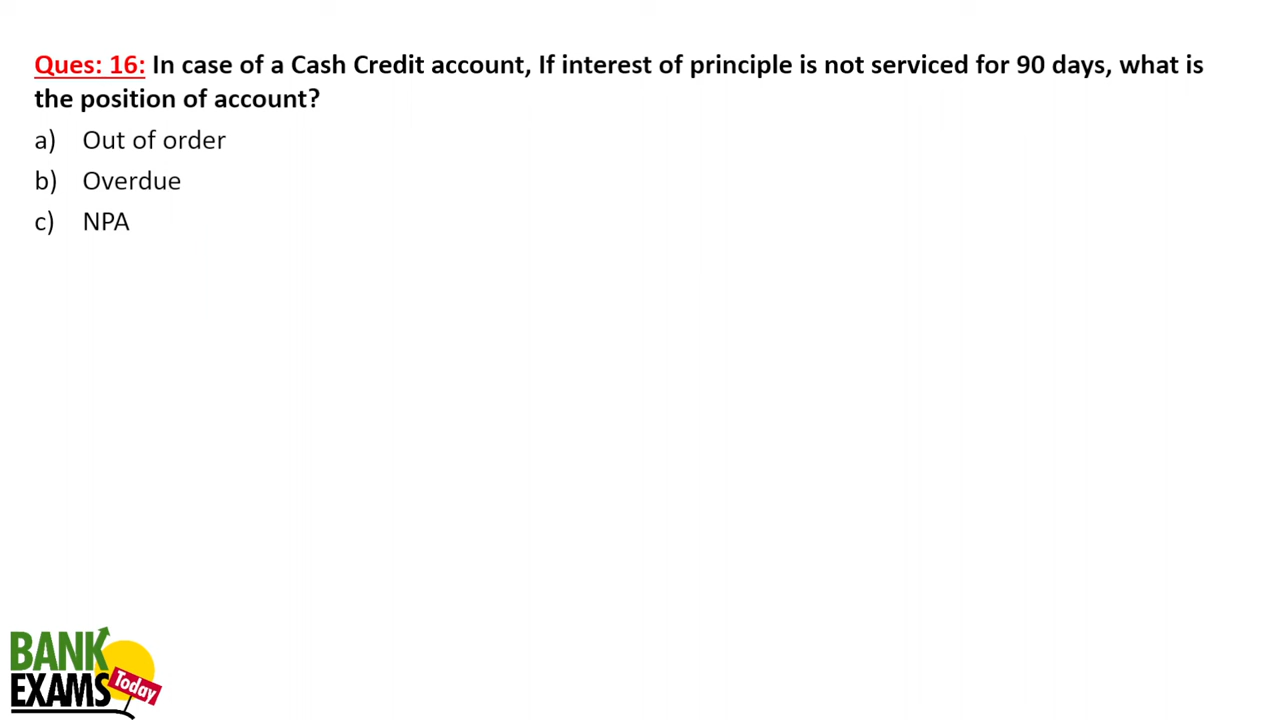 Ques: 16: In case of a Cash Credit account, If interest of principle is not serviced for 90 days, what is
the position of account?
a) Out of order
b) Overdue
c) NPA
BANK
EXAMS
Today